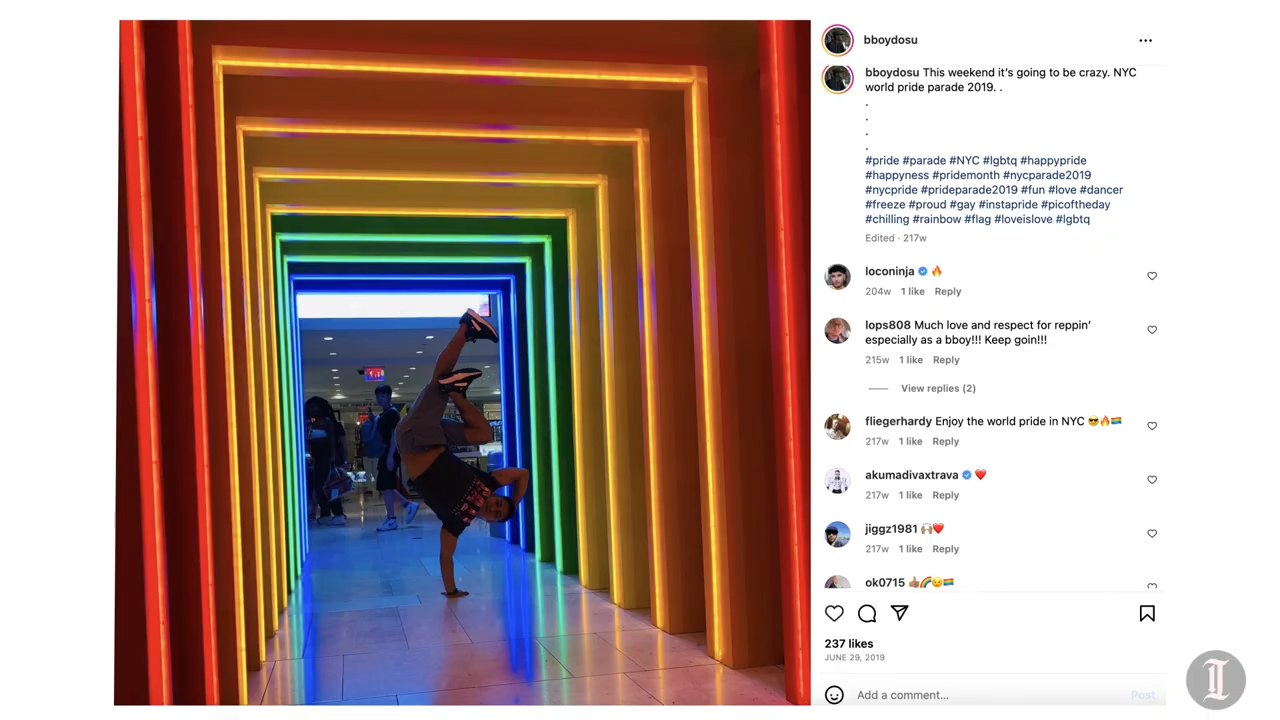 bboydosu
bboydosu This weekend it's going to be crazy. NYC
world pride parade 2019. .
.
.
.
.
#pride #parade #NYC #lgbtq #happypride
#happyness #pridemonth #nycparade2019
#nycpride #prideparade2019 #fun #love #dancer
#freeze #proud #gay #instapride #picoftheday
#chilling #rainbow #flag #loveislove #lgbtq
Edited · 217w
loconinja 🔥
204w 1 like Reply
lops808 Much love and respect for reppin'
especially as a bboy!!! Keep goin!!!
215w 1 like Reply
View replies (2)
fliegerhardy Enjoy the world pride in NYC 😎🔥🏳️‍🌈
217w 1 like Reply
akumadivaxtrava ❤️
217w 1 like Reply
jiggz1981 🙌🏼❤️
217w 1 like Reply
ok0715 👍🏽🌈😉🏳️‍🌈
237 likes
JUNE 29, 2019
Add a comment...
Post
I